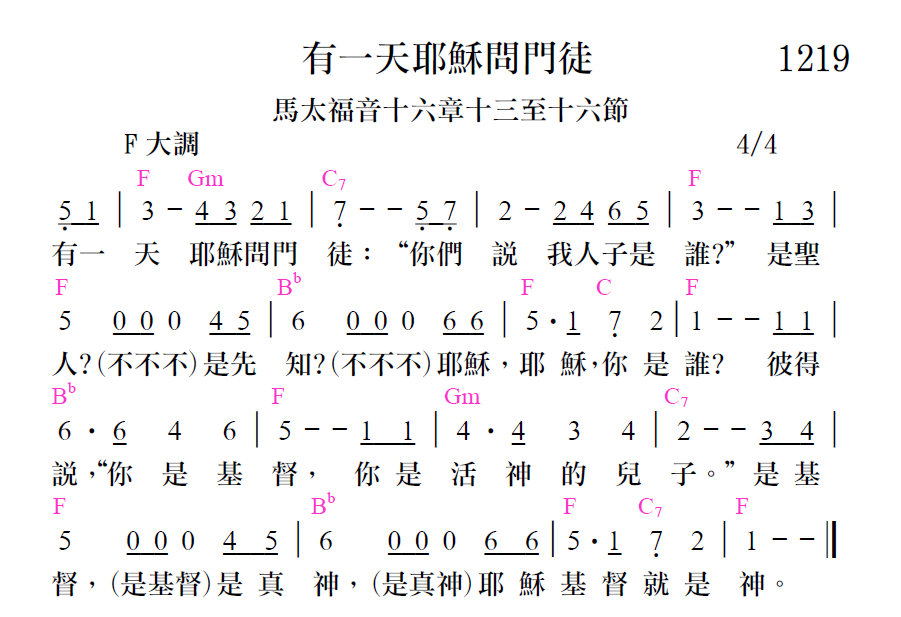 有一天耶穌問門徒 1219
馬太福音十六章十三至十六節
F 大調 4/4
F Gm C7 F
5̣ 1 | 3 - 4 3 2 1 | 7̣ - - 5̣ 7̣ | 2 - 2 4 6 5 | 3 - - 1 3 |
有一 天 耶穌問門 徒：“你們 説 我人子是 誰?” 是聖
F Bb F C F
5 0 0 0 4 5 | 6 0 0 0 6 6 | 5 · 1 7̣ 2 | 1 - - 1 1 |
人?(不不不)是先 知?(不不不)耶穌，耶 穌，你 是 誰? 彼得
Bb F Gm C7
6 · 6 4 6 | 5 - - 1 1 | 4 · 4 3 4 | 2 - - 3 4 |
説，“你 是 基 督， 你 是 活 神 的 兒 子。” 是 基
F Bb F C7 F
5 0 0 0 4 5 | 6 0 0 0 6 6 | 5 · 1 7̣ 2 | 1 - - ‖
督，(是基督)是 真 神，(是真神)耶 穌 基 督 就 是 神。